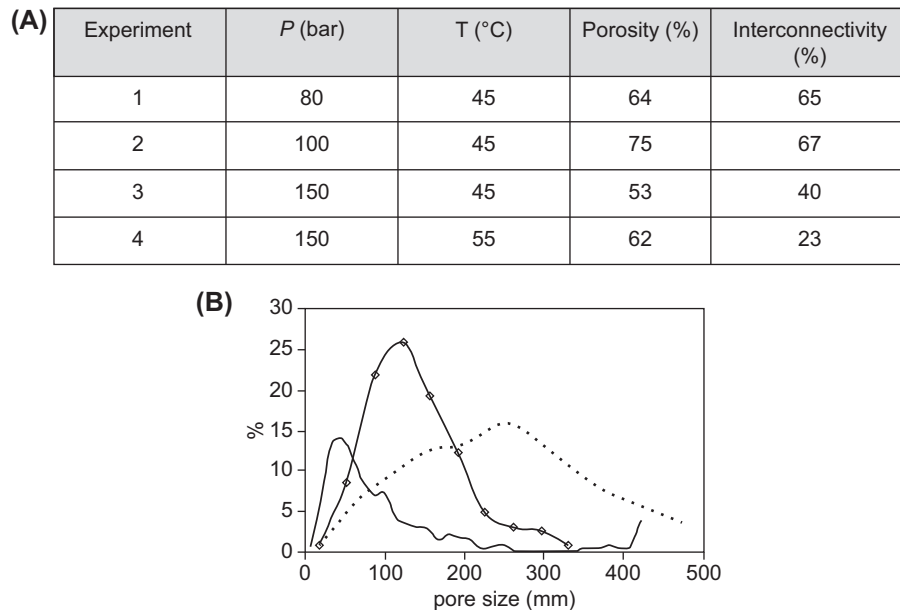 (A)
Experiment P (bar) T (°C) Porosity (%) Interconnectivity (%)
1 80 45 64 65
2 100 45 75 67
3 150 45 53 40
4 150 55 62 23
(B)
30
25
20
15
10
5
0
%
0 100 200 300 400 500
pore size (mm)